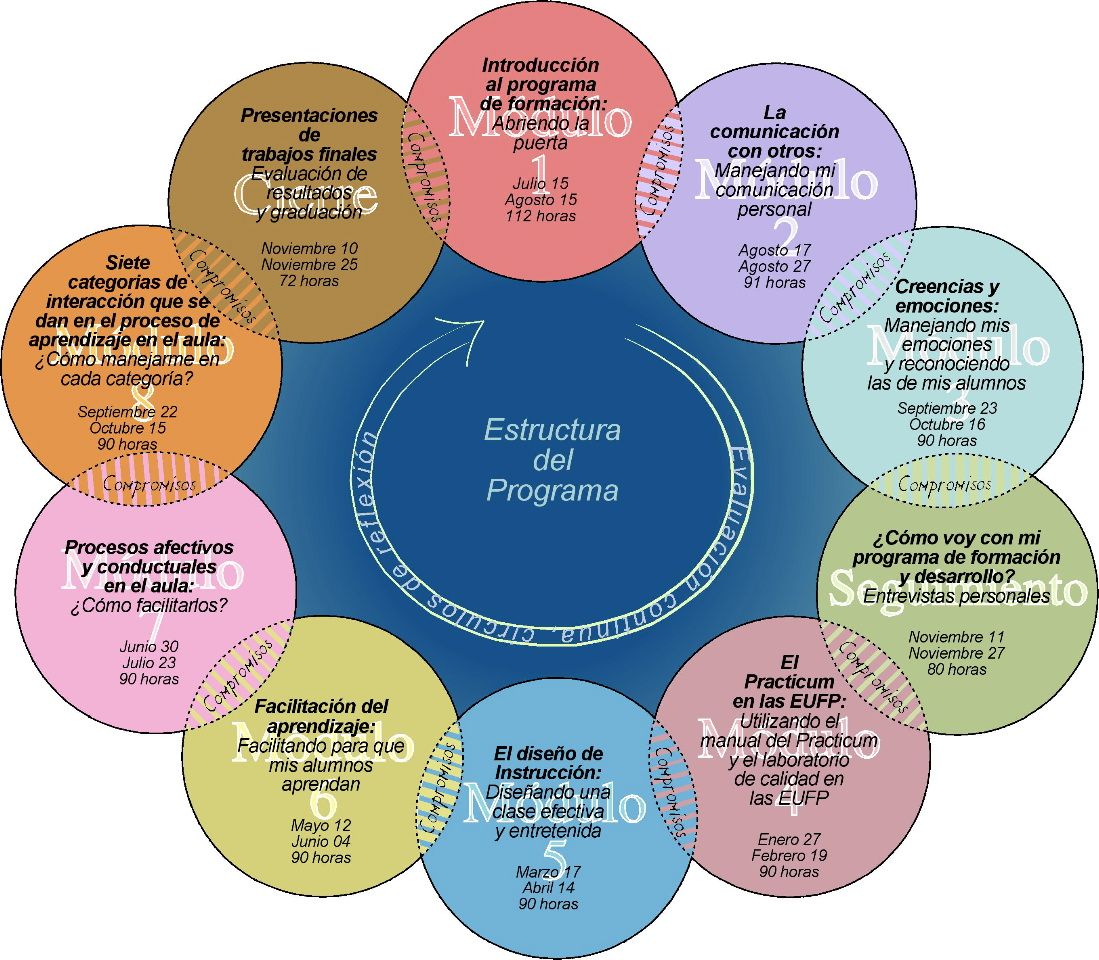 Introducción
al programa
de formación:
Abriendo la
puerta
Módulo
1
Julio 15
Agosto 15
112 horas
Compromisos
La
comunicación
con otros:
Manejando mi
comunicación
personal
Módulo
2
Agosto 17
Agosto 27
91 horas
Compromisos
Creencias y
emociones:
Manejando mis
emociones
y reconociendo
las de mis alumnos
Módulo
3
Septiembre 23
Octubre 16
90 horas
Compromisos
¿Cómo voy con mi
programa de formación
y desarrollo?
Entrevistas personales
Seguimiento
Noviembre 11
Noviembre 27
80 horas
Compromisos
El
Practicum
en las EUFP:
Utilizando el
manual del Practicum
y el laboratorio
de calidad en
las EUFP
Módulo
4
Enero 27
Febrero 19
90 horas
Compromisos
El diseño de
Instrucción:
Diseñando una
clase efectiva
y entretenida
Módulo
5
Marzo 17
Abril 14
90 horas
Compromisos
Facilitación del
aprendizaje:
Facilitando para que
mis alumnos
aprendan
Módulo
6
Mayo 12
Junio 04
90 horas
Compromisos
Procesos afectivos
y conductuales
en el aula:
¿Cómo facilitarlos?
Módulo
7
Junio 30
Julio 23
90 horas
Compromisos
Siete
categorias de
interacción que se
dan en el proceso de
aprendizaje en el aula:
¿Cómo manejarme en
cada categoría?
Módulo
8
Septiembre 22
Octubre 15
90 horas
Compromisos
Presentaciones
de
trabajos finales
Evaluación de
resultados
y graduación
Cierre
Noviembre 10
Noviembre 25
72 horas
Compromisos
Estructura
del
Programa
Evaluación continua, círculos de reflexión